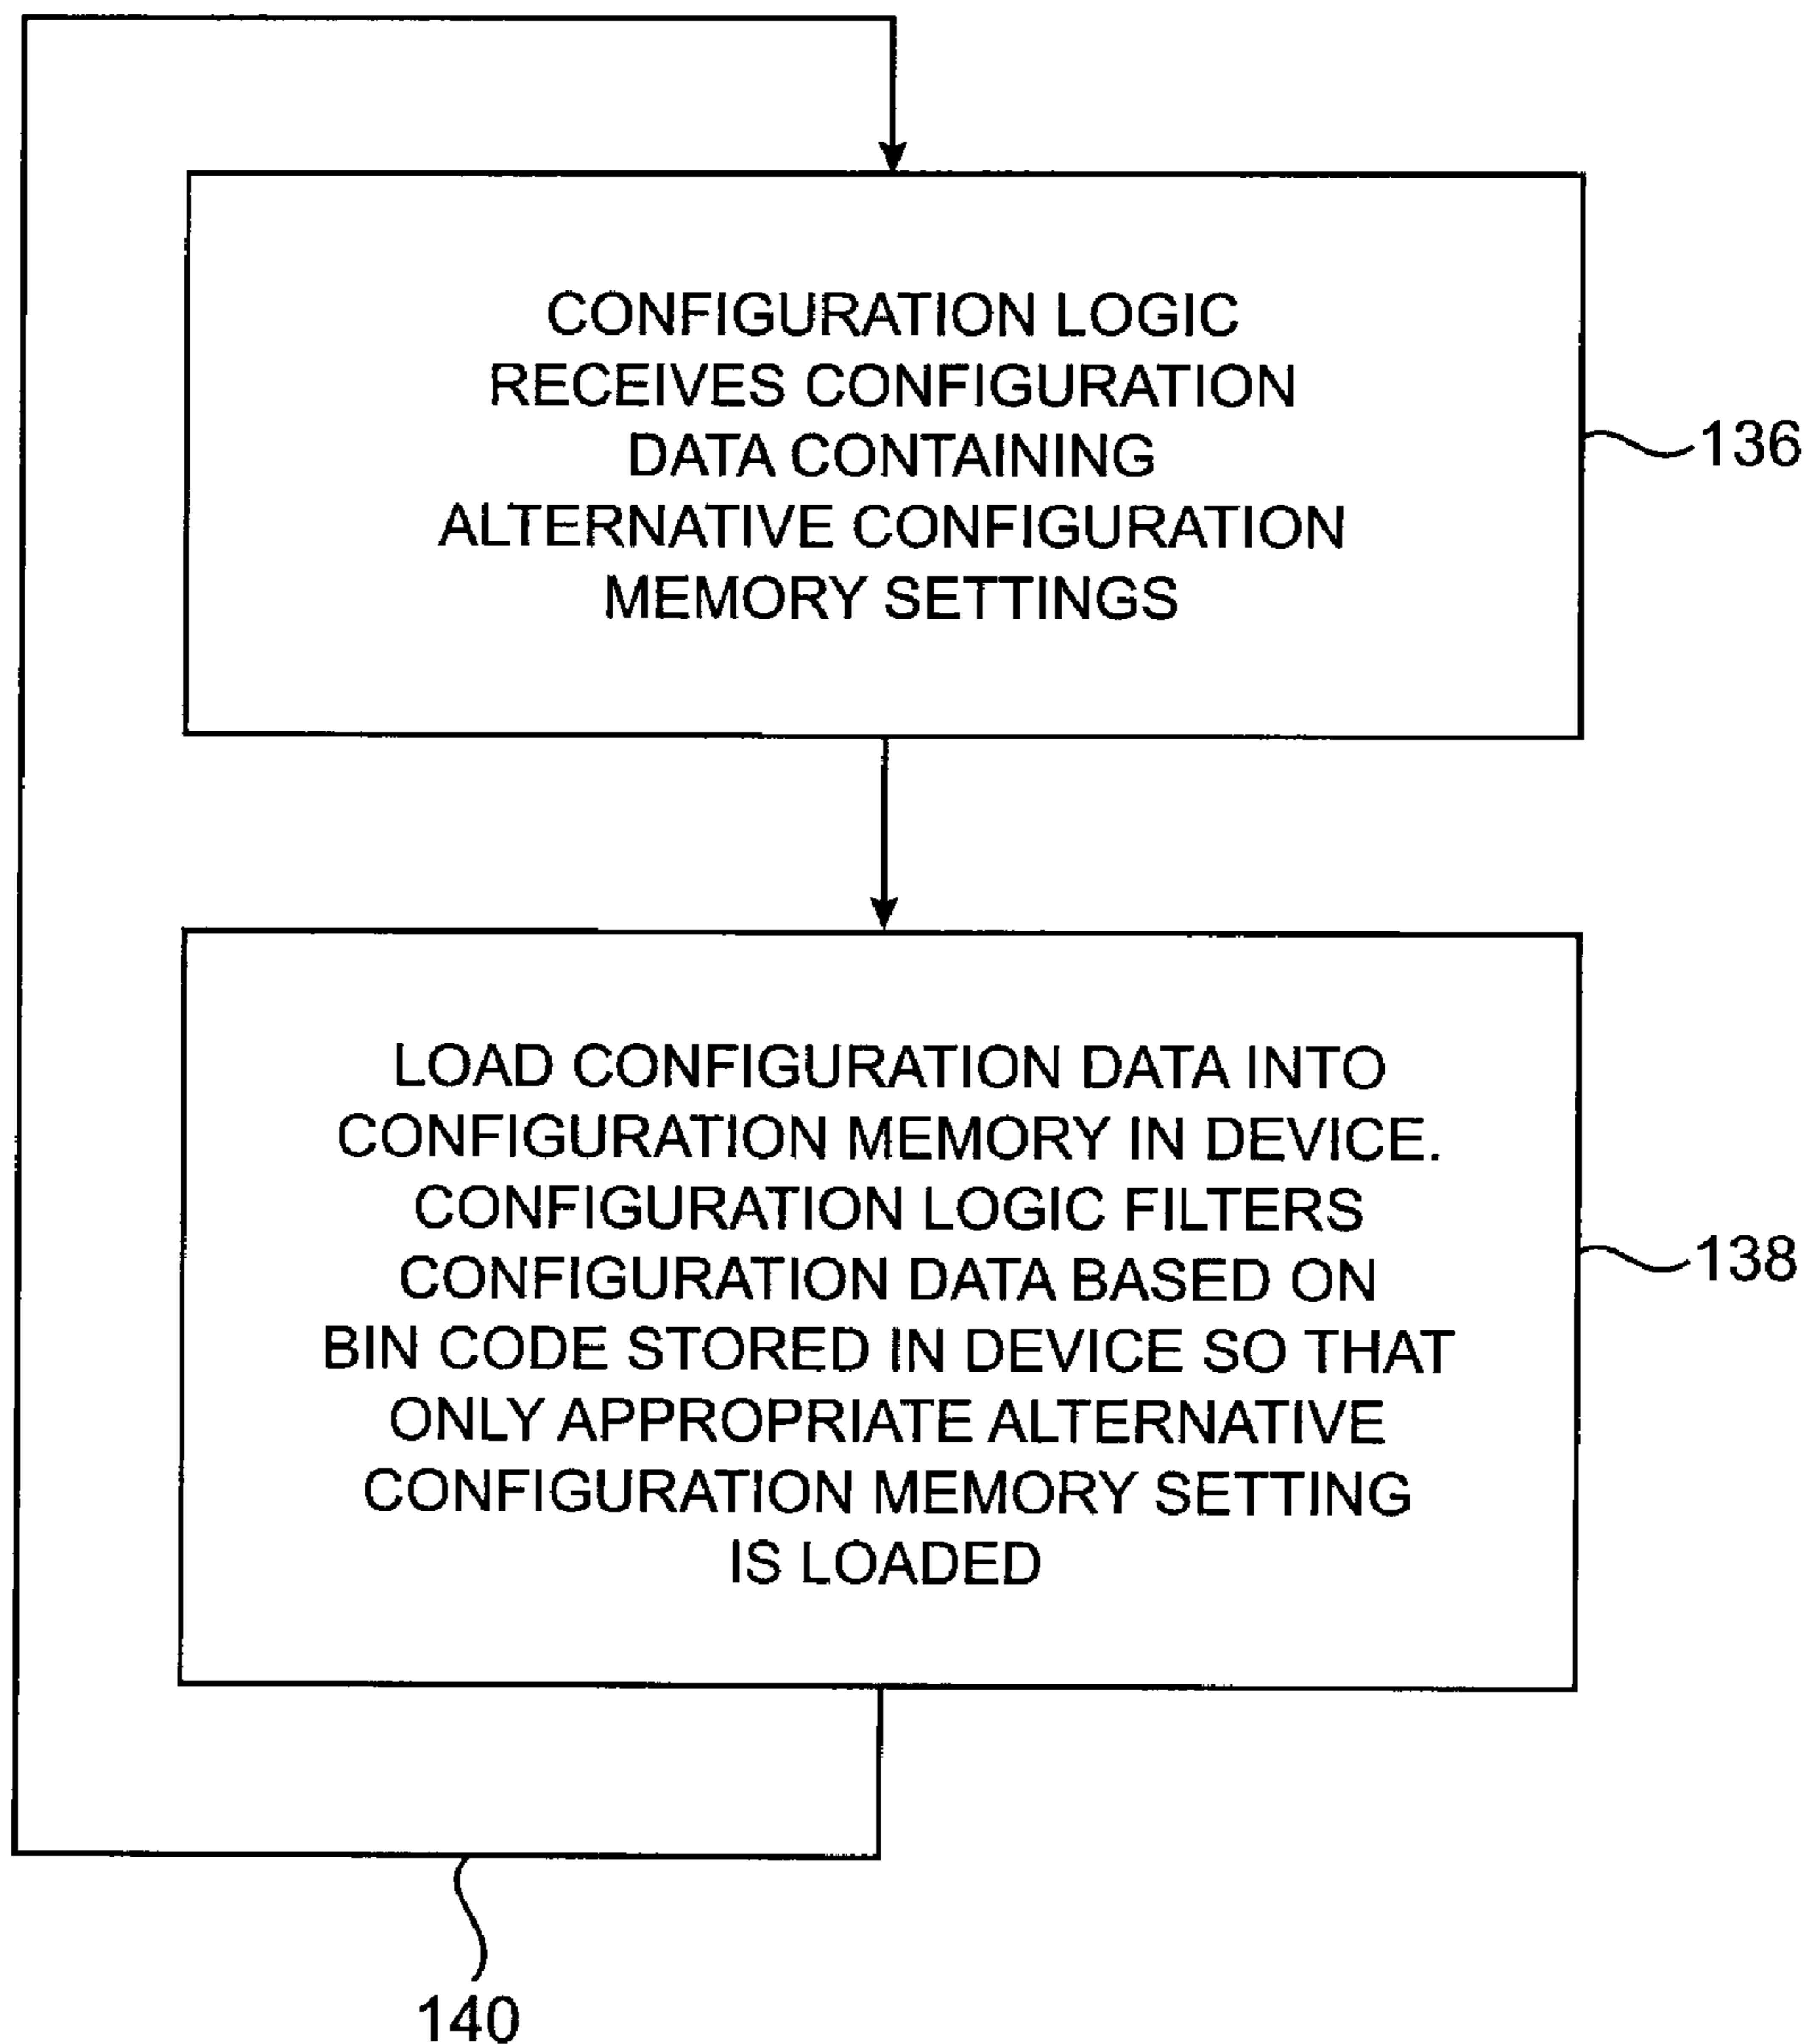 CONFIGURATION LOGIC
RECEIVES CONFIGURATION
DATA CONTAINING
ALTERNATIVE CONFIGURATION
MEMORY SETTINGS
136
LOAD CONFIGURATION DATA INTO
CONFIGURATION MEMORY IN DEVICE.
CONFIGURATION LOGIC FILTERS
CONFIGURATION DATA BASED ON
BIN CODE STORED IN DEVICE SO THAT
ONLY APPROPRIATE ALTERNATIVE
CONFIGURATION MEMORY SETTING
IS LOADED
138
140